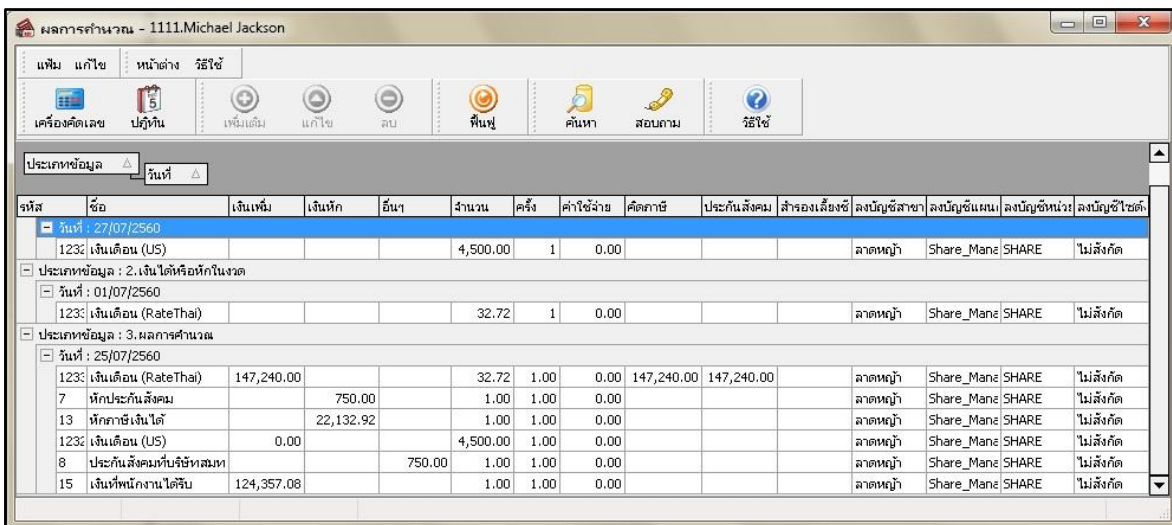 ผลการคำนวณ - 1111.Michael Jackson
แฟ้ม แก้ไข หน้าต่าง วิธีใช้
เครื่องคิดเลข ปฏิทิน เพิ่มเติม แก้ไข ลบ ฟื้นฟู ค้นหา สอบถาม วิธีใช้
ประเภทข้อมูล
วันที่
รหัส ชื่อ เงินเพิ่ม เงินหัก อื่นๆ จำนวน ครั้ง ค่าใช้จ่าย คิดภาษี ประกันสังคม สำรองเลี้ยงชี ลงบัญชีสาขา ลงบัญชีแผน ลงบัญชีหน่วย ลงบัญชีไซต์
วันที่ : 27/07/2560
1232 เงินเดือน (US) 4,500.00 1 0.00 ลาดหญ้า Share_Mana SHARE ไม่สังกัด
ประเภทข้อมูล : 2.เงินได้หรือหักในงวด
วันที่ : 01/07/2560
1233 เงินเดือน (RateThai) 32.72 1 0.00 ลาดหญ้า Share_Mana SHARE ไม่สังกัด
ประเภทข้อมูล : 3.ผลการคำนวณ
วันที่ : 25/07/2560
1233 เงินเดือน (RateThai) 147,240.00 32.72 1.00 0.00 147,240.00 147,240.00 ลาดหญ้า Share_Mana SHARE ไม่สังกัด
7 หักประกันสังคม 750.00 1.00 1.00 0.00 ลาดหญ้า Share_Mana SHARE ไม่สังกัด
13 หักภาษีเงินได้ 22,132.92 1.00 1.00 0.00 ลาดหญ้า Share_Mana SHARE ไม่สังกัด
1232 เงินเดือน (US) 0.00 4,500.00 1.00 0.00 ลาดหญ้า Share_Mana SHARE ไม่สังกัด
8 ประกันสังคมที่บริษัทสมท 750.00 1.00 1.00 0.00 ลาดหญ้า Share_Mana SHARE ไม่สังกัด
15 เงินที่พนักงานได้รับ 124,357.08 1.00 1.00 0.00 ลาดหญ้า Share_Mana SHARE ไม่สังกัด